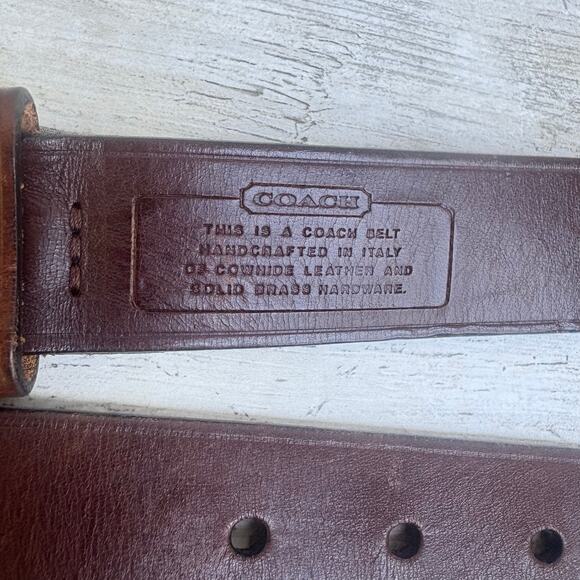 COACH
THIS IS A COACH BELT
HANDCRAFTED IN ITALY
OF COWHIDE LEATHER AND
SOLID BRASS HARDWARE.